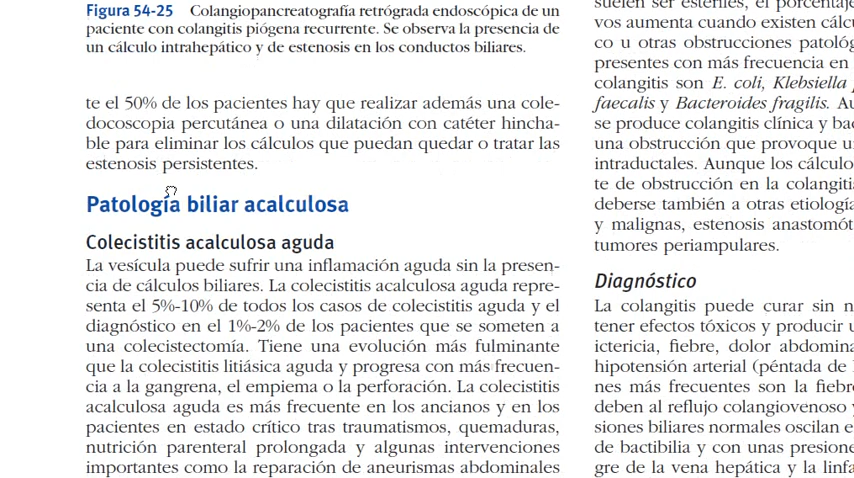 Figura 54-25 Colangiopancreatografía retrógrada endoscópica de un
paciente con colangitis piógena recurrente. Se observa la presencia de
un cálculo intrahepático y de estenosis en los conductos biliares.
te el 50% de los pacientes hay que realizar además una cole-
docoscopia percutánea o una dilatación con catéter hincha-
ble para eliminar los cálculos que puedan quedar o tratar las
estenosis persistentes.
Patología biliar acalculosa
Colecistitis acalculosa aguda
La vesícula puede sufrir una inflamación aguda sin la presen-
cia de cálculos biliares. La colecistitis acalculosa aguda repre-
senta el 5%-10% de todos los casos de colecistitis aguda y el
diagnóstico en el 1%-2% de los pacientes que se someten a
una colecistectomía. Tiene una evolución más fulminante
que la colecistitis litiásica aguda y progresa con más frecuen-
cia a la gangrena, el empiema o la perforación. La colecistitis
acalculosa aguda es más frecuente en los ancianos y en los
pacientes en estado crítico tras traumatismos, quemaduras,
nutrición parenteral prolongada y algunas intervenciones
importantes como la reparación de aneurismas abdominales
suelen ser estériles, el porcentaje
vos aumenta cuando existen cálcu
co u otras obstrucciones patológ
presentes con más frecuencia en
colangitis son E. coli, Klebsiella
faecalis y Bacteroides fragilis. Au
se produce colangitis clínica y bac
una obstrucción que provoque u
intraductales. Aunque los cálculo
te de obstrucción en la colangiti
deberse también a otras etiología
y malignas, estenosis anastomót
tumores periampulares.
Diagnóstico
La colangitis puede curar sin n
tener efectos tóxicos y producir u
ictericia, fiebre, dolor abdomina
hipotensión arterial (péntada de
nes más frecuentes son la fiebre
deben al reflujo colangiovenoso y
siones biliares normales oscilan e
de bactibilia y con unas presione
gre de la vena hepática y la linfa